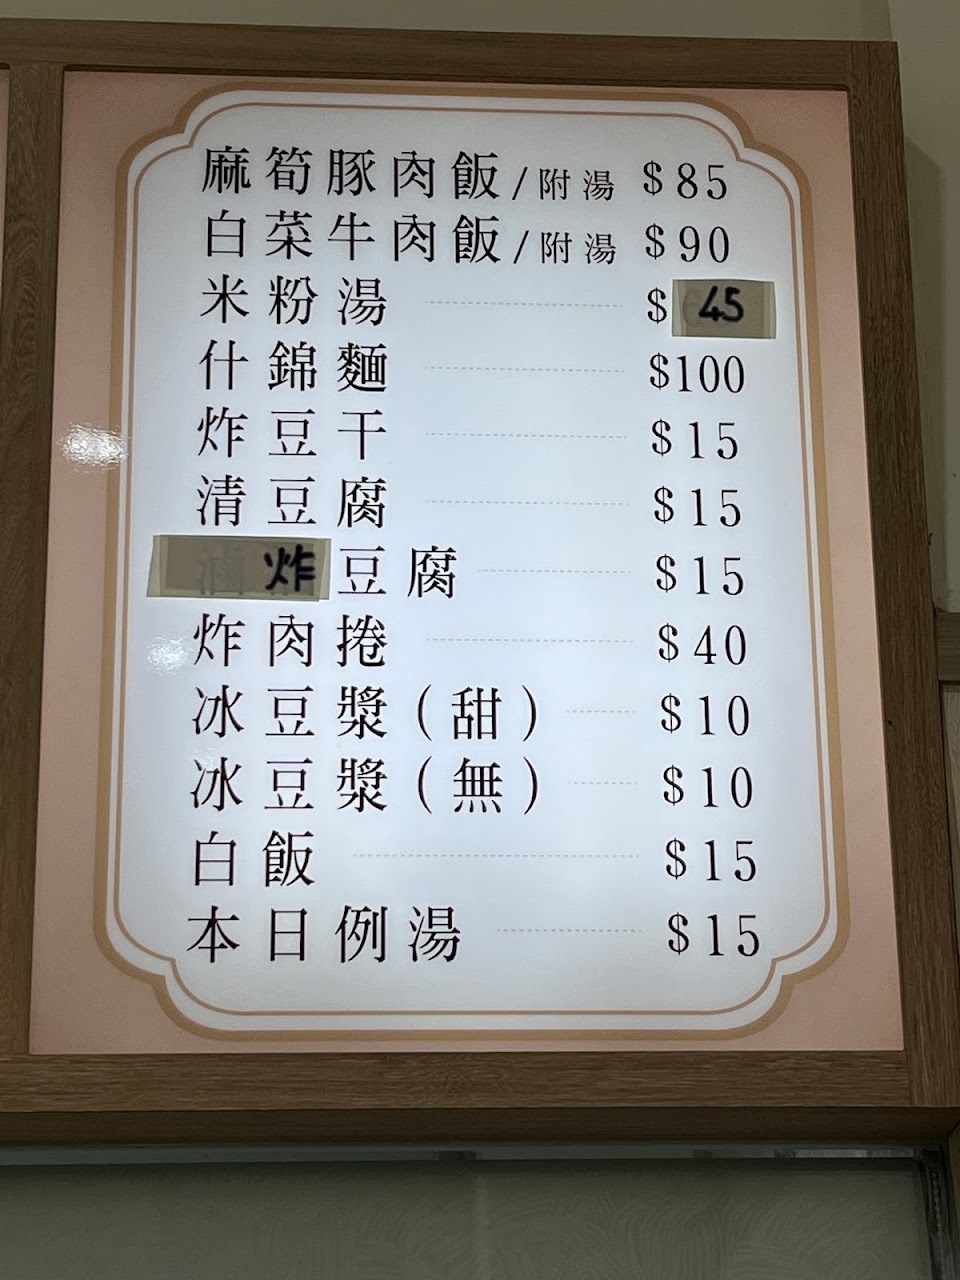 麻筍豚肉飯/附湯 $85
白菜牛肉飯/附湯 $90
米粉湯 $45
什錦麵 $100
炸豆干 $15
清豆腐 $15
炸豆腐 $15
炸肉捲 $40
冰豆漿(甜) $10
冰豆漿(無) $10
白飯 $15
本日例湯 $15